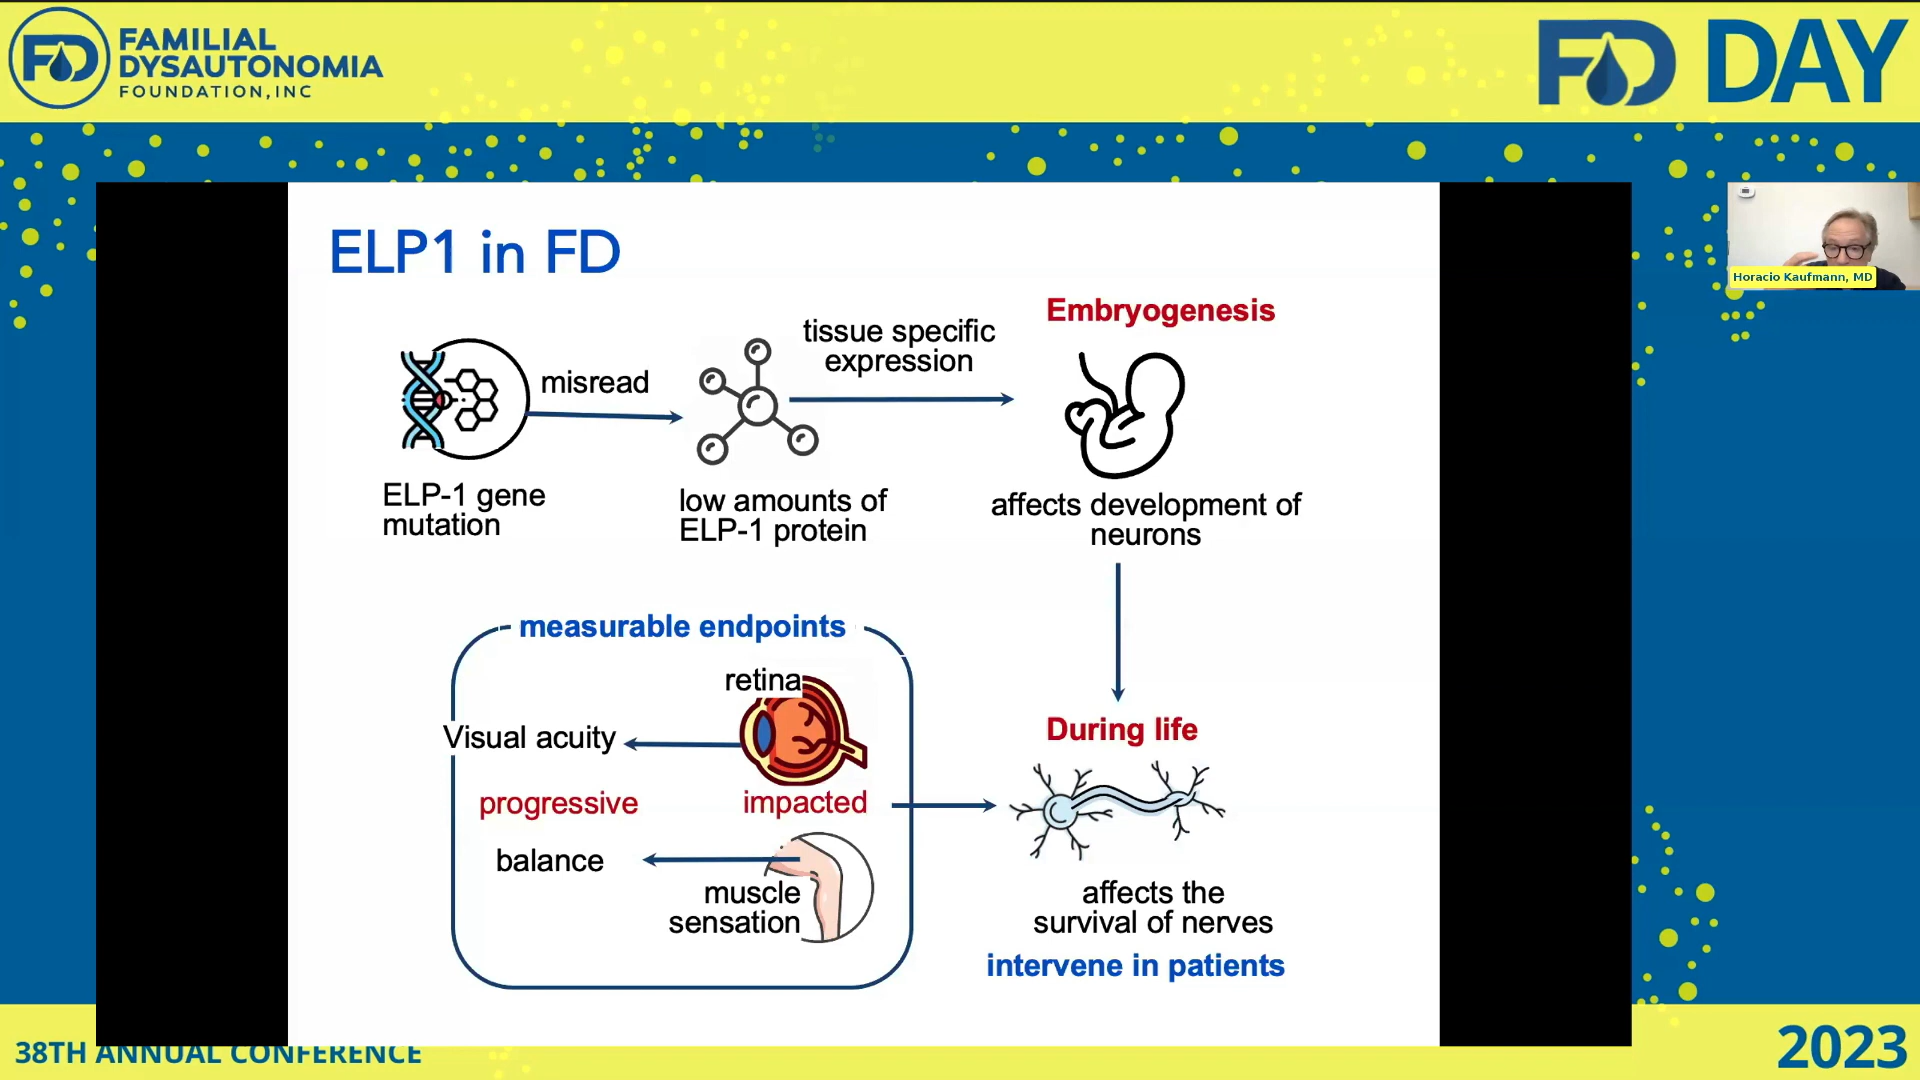 FAMILIAL
DYSAUTONOMIA
FOUNDATION, INC
FD
FD DAY
ELP1 in FD
Horacio Kaufmann, MD
Embryogenesis
tissue specific
expression
misread
ELP-1 gene
mutation
low amounts of
ELP-1 protein
affects development of
neurons
measurable endpoints
retina
Visual acuity
During life
progressive
impacted
balance
muscle
sensation
affects the
survival of nerves
intervene in patients
38TH ANNUAL CONFERENCE
2023